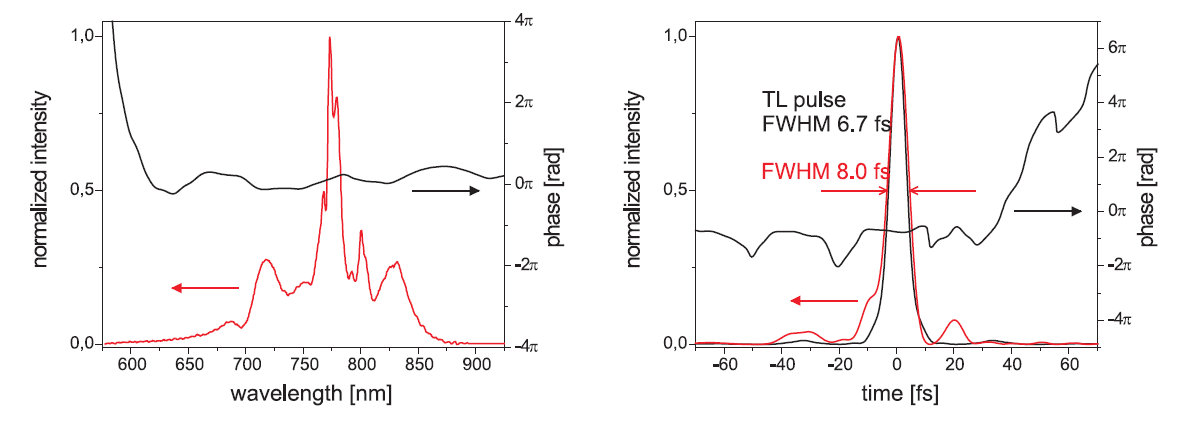 normalized intensity
1,0
0,5
0,0
600
650
700
750
800
850
900
wavelength [nm]
4π
2π
0π
-2π
-4π
phase [rad]
normalized intensity
1,0
0,5
0,0
TL pulse
FWHM 6.7 fs
FWHM 8.0 fs
-60
-40
-20
0
20
40
60
time [fs]
6π
4π
2π
0π
-2π
-4π
phase [rad]